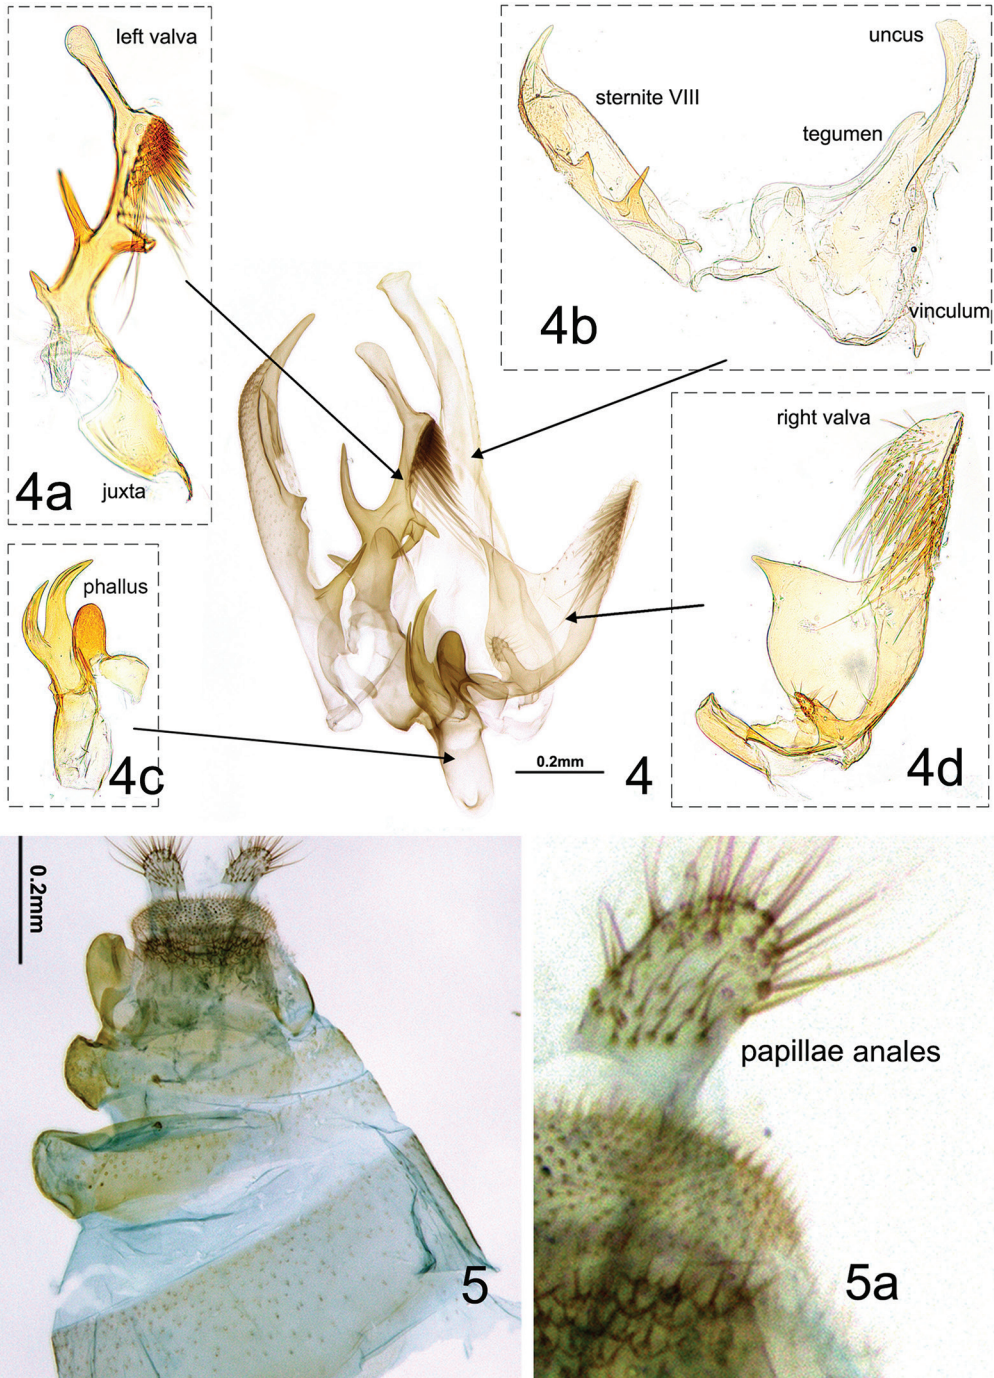 left valva
4a
juxta
uncus
sternite VIII
tegumen
4b
vinculum
phallus
4c
0.2mm
4
right valva
4d
0.2mm
5
papillae anales
5a